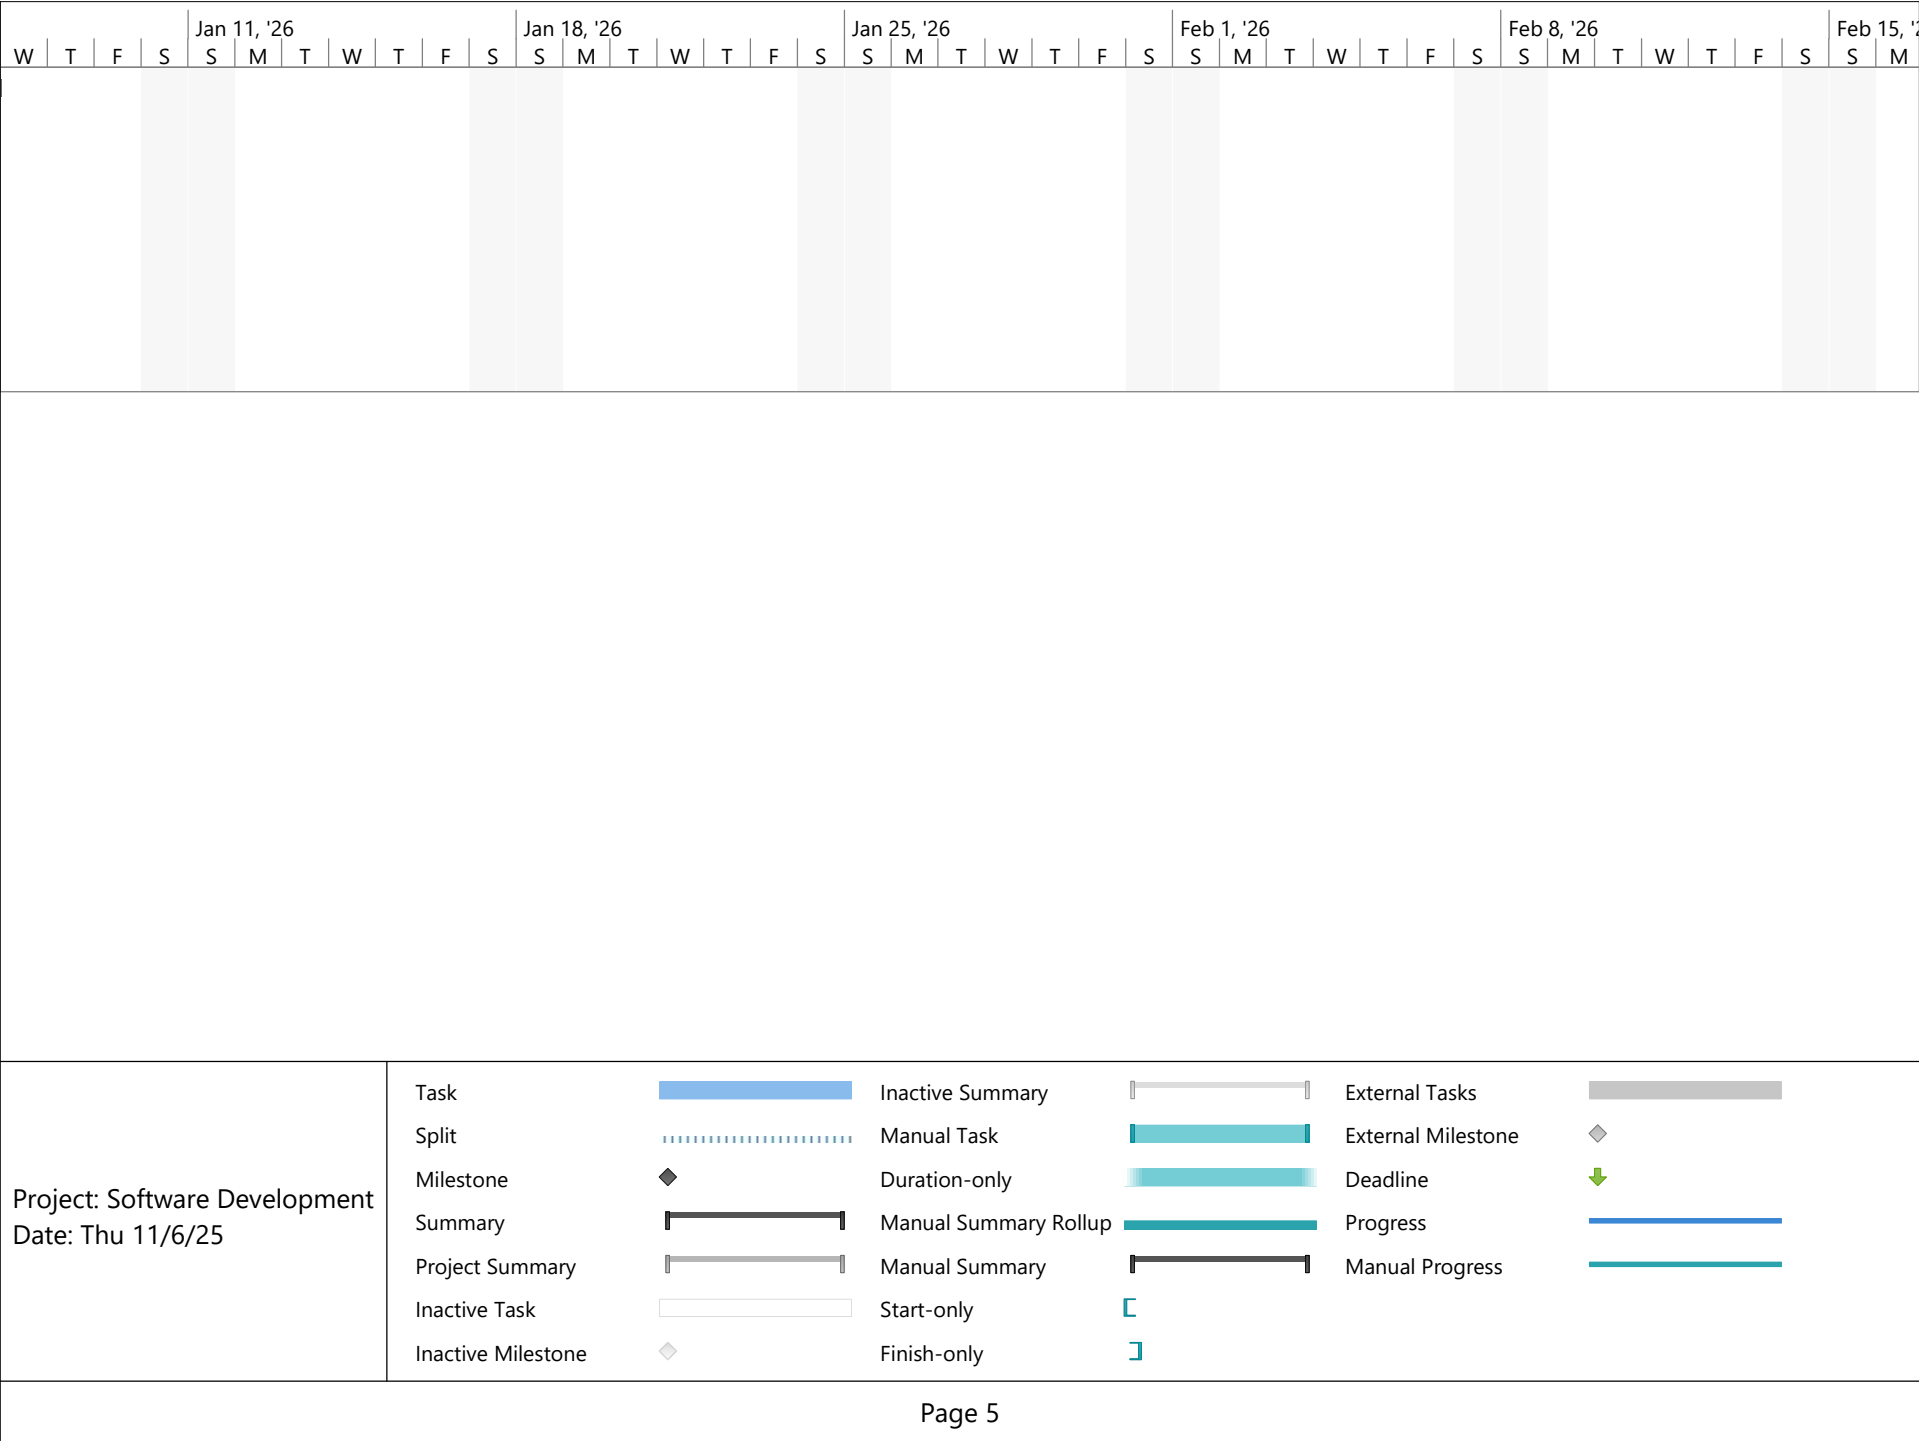 Jan 11, '26 Jan 18, '26 Jan 25, '26 Feb 1, '26 Feb 8, '26 Feb 15,
W T F S S M T W T F S S M T W T F S S M T W T F S S M T W T F S S M T W T F S S M
Task Inactive Summary External Tasks
Split Manual Task External Milestone
Milestone Duration-only Deadline
Project: Software Development
Date: Thu 11/6/25
Summary Manual Summary Rollup Progress
Project Summary Manual Summary Manual Progress
Inactive Task Start-only
Inactive Milestone Finish-only
Page 5